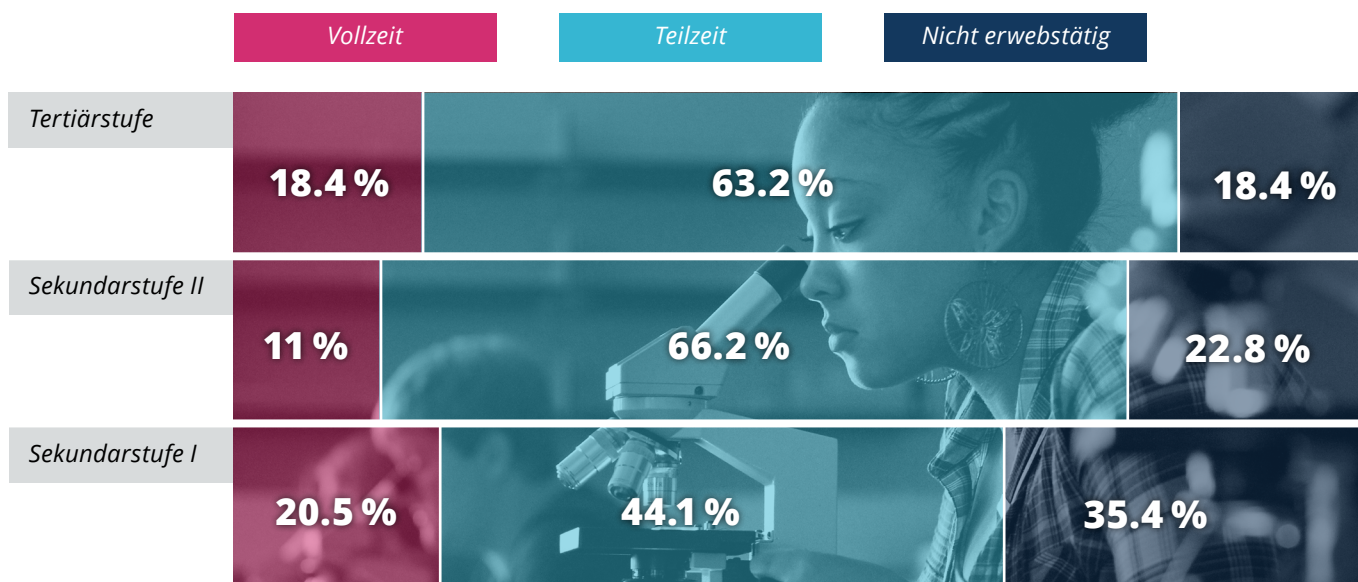 Vollzeit Teilzeit Nicht erwebstätig
Tertiärstufe
18.4 % 63.2 % 18.4 %
Sekundarstufe II
11 % 66.2 % 22.8 %
Sekundarstufe I
20.5 % 44.1 % 35.4 %